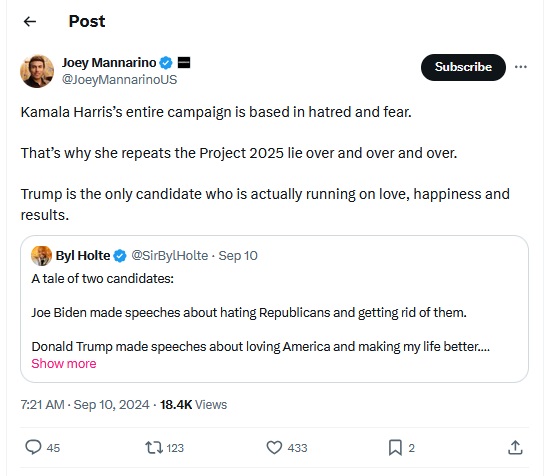 Post
Joey Mannarino
@JoeyMannarinoUS
Subscribe
Kamala Harris’s entire campaign is based in hatred and fear.
That’s why she repeats the Project 2025 lie over and over and over.
Trump is the only candidate who is actually running on love, happiness and
results.
Byl Holte @SirBylHolte · Sep 10
A tale of two candidates:
Joe Biden made speeches about hating Republicans and getting rid of them.
Donald Trump made speeches about loving America and making my life better....
Show more
7:21 AM · Sep 10, 2024 · 18.4K Views
45 123 433 2